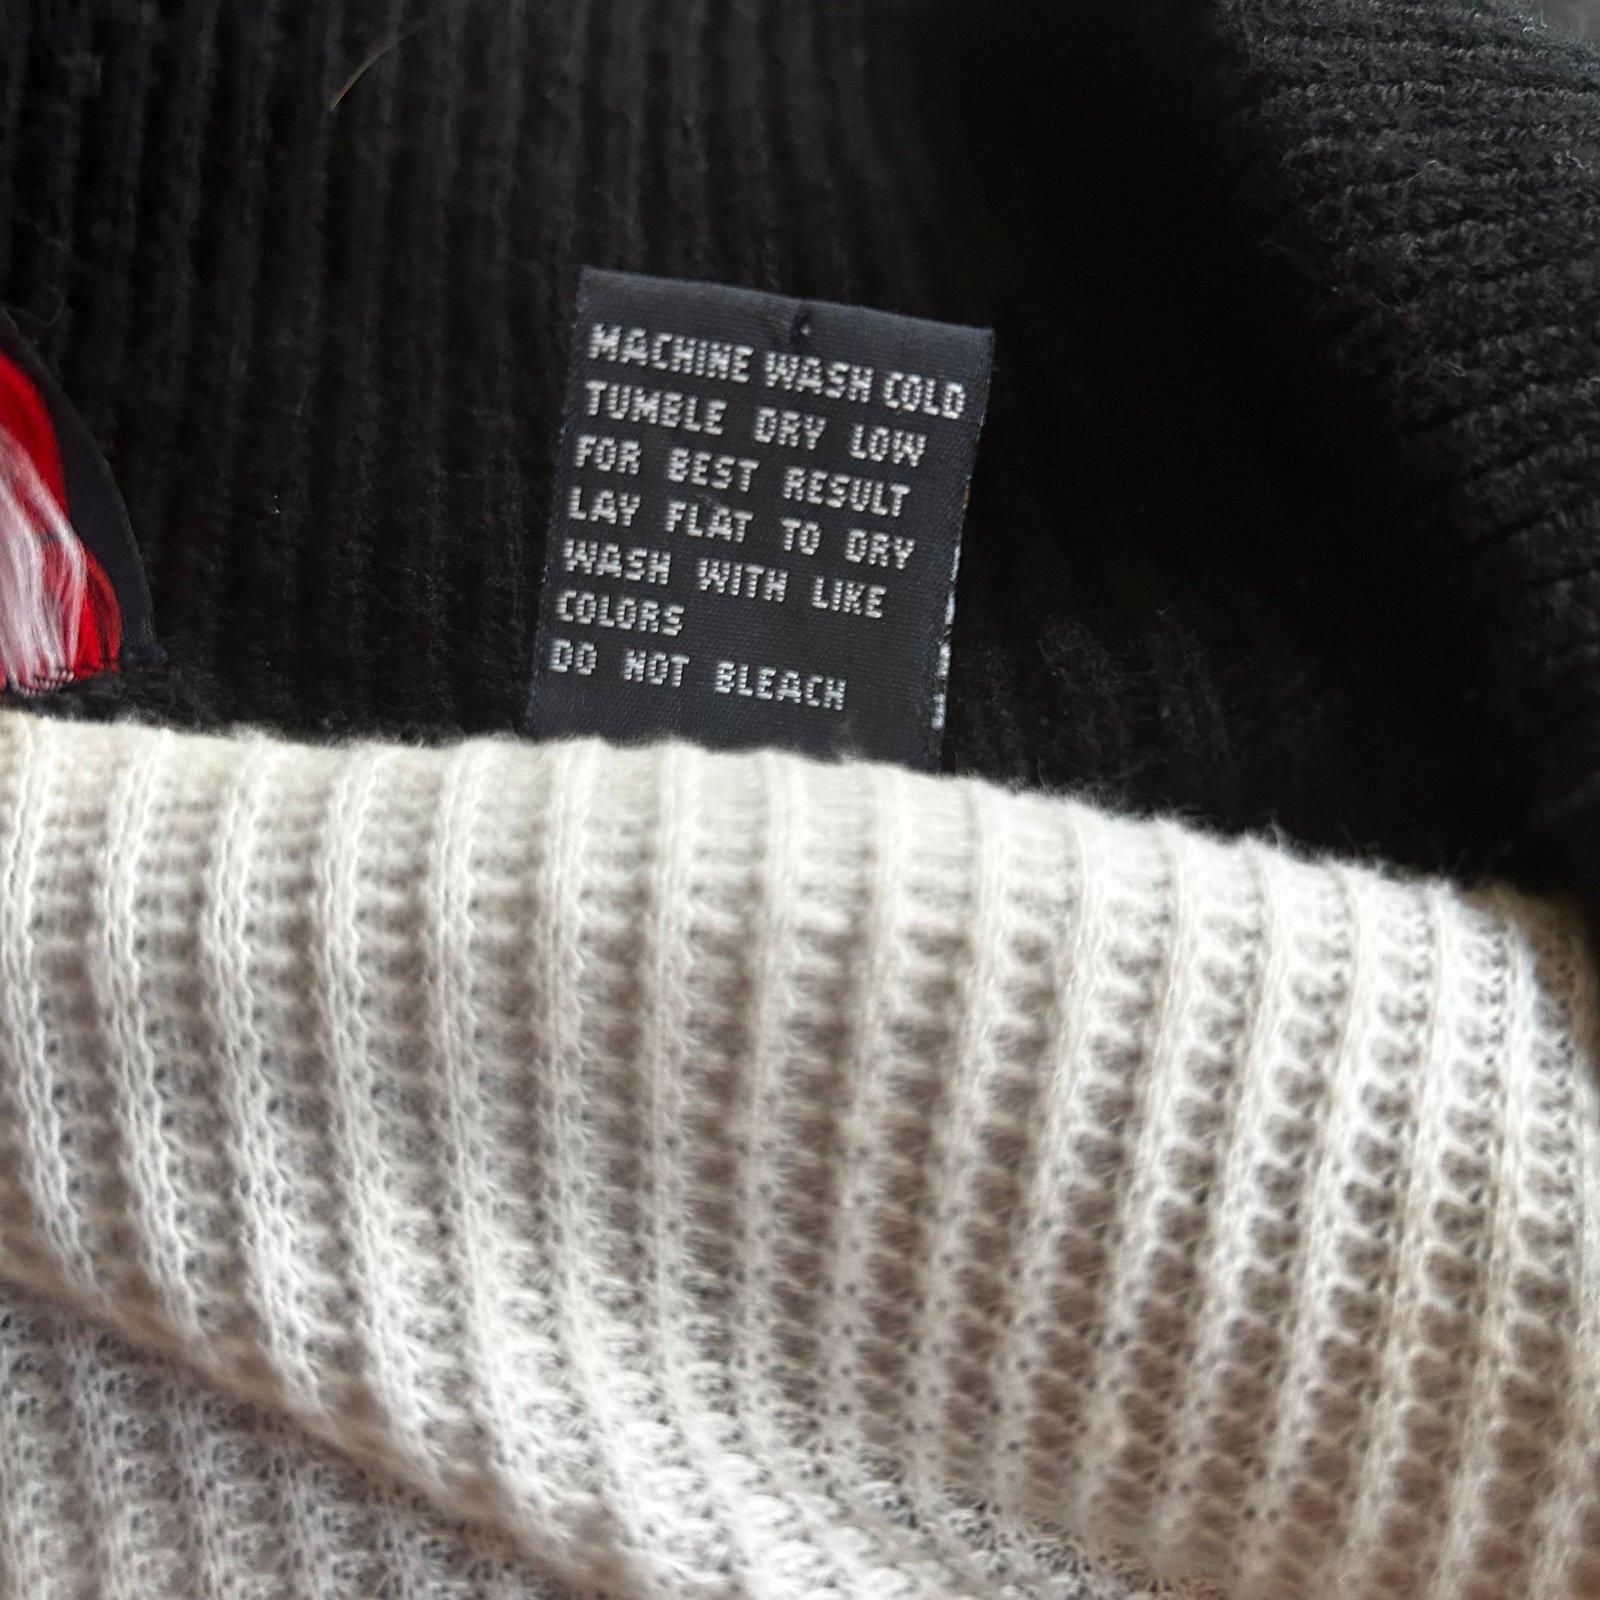 MACHINE WASH COLD
TUMBLE DRY LOW
FOR BEST RESULT
LAY FLAT TO DRY
WASH WITH LIKE
COLORS
DO NOT BLEACH